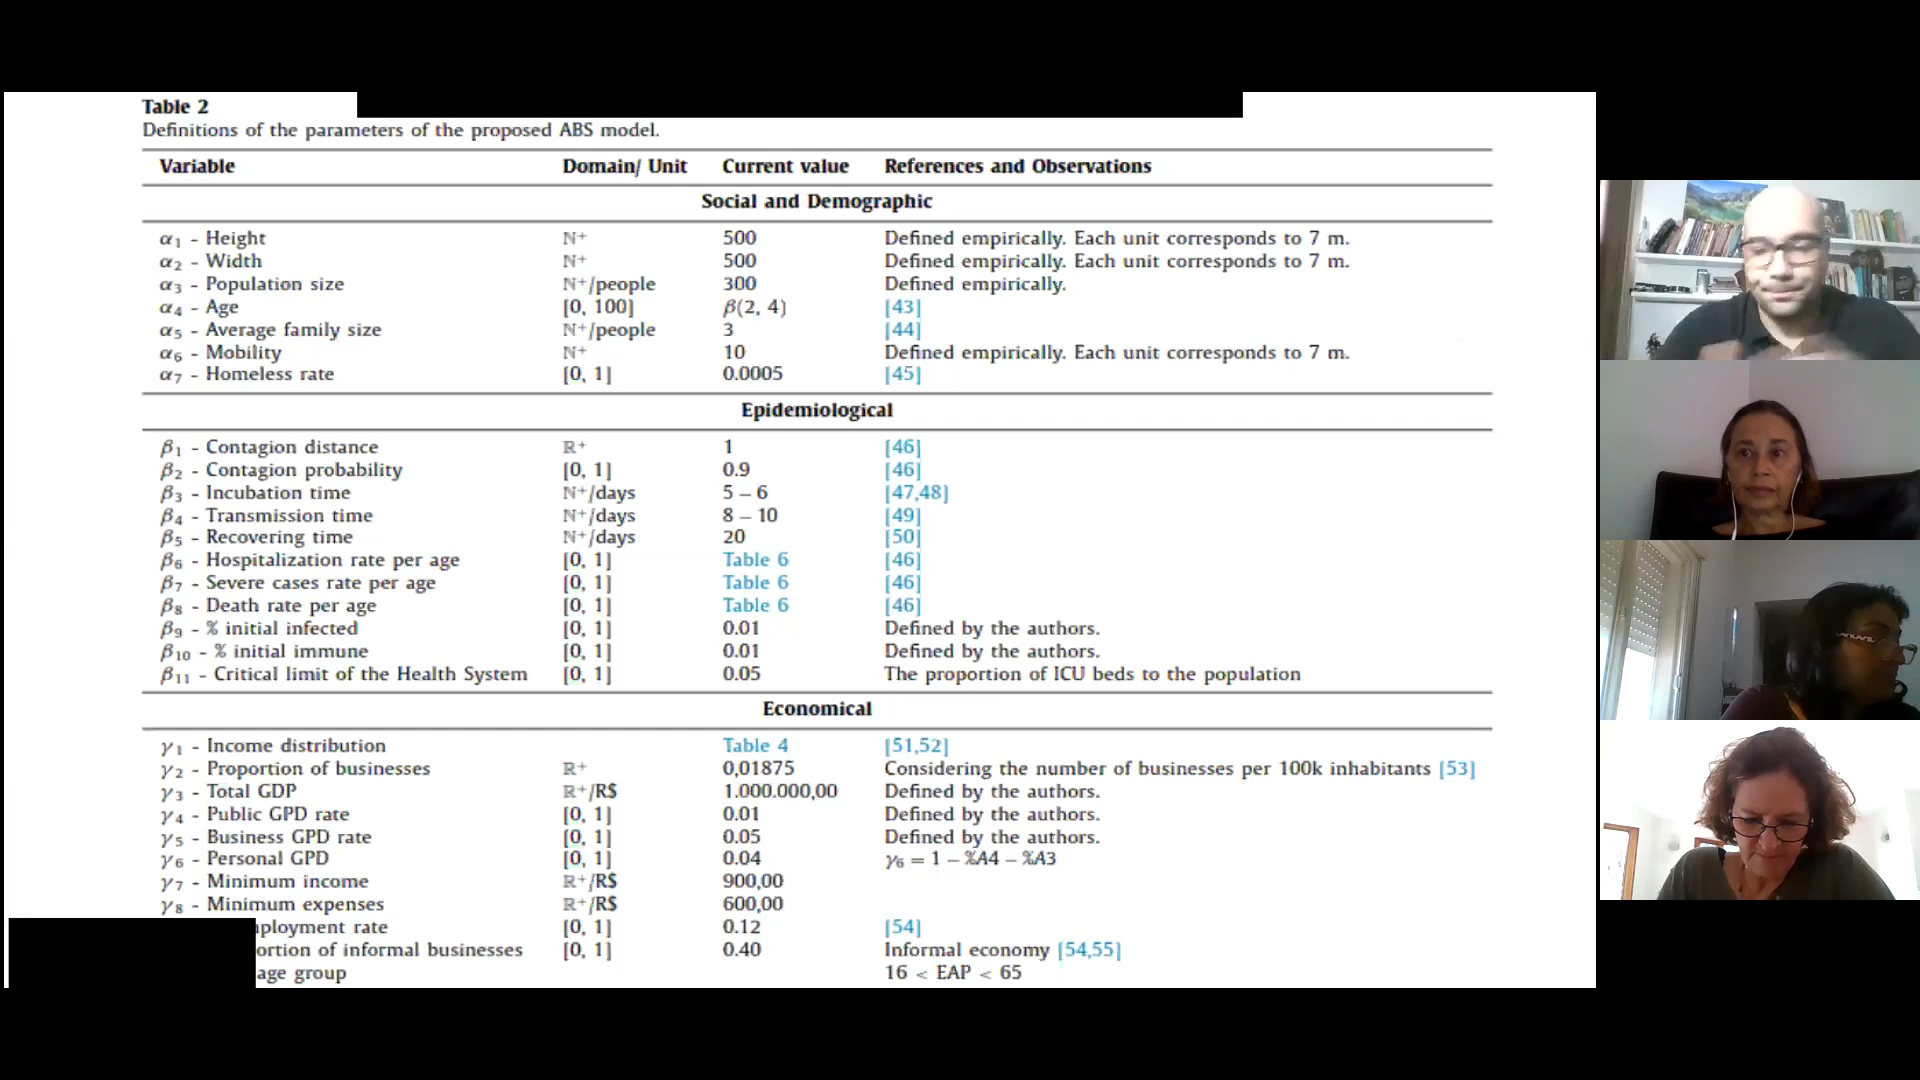 Table 2
Definitions of the parameters of the proposed ABS model.
Variable Domain/ Unit Current value References and Observations
Social and Demographic
α1 - Height ℕ+ 500 Defined empirically. Each unit corresponds to 7 m.
α2 - Width ℕ+ 500 Defined empirically. Each unit corresponds to 7 m.
α3 - Population size ℕ+/people 300 Defined empirically.
α4 - Age [0, 100] β(2, 4) [43]
α5 - Average family size ℕ+/people 3 [44]
α6 - Mobility ℕ+ 10 Defined empirically. Each unit corresponds to 7 m.
α7 - Homeless rate [0, 1] 0.0005 [45]
Epidemiological
β1 - Contagion distance ℝ+ 1 [46]
β2 - Contagion probability [0, 1] 0.9 [46]
β3 - Incubation time ℕ+/days 5 – 6 [47,48]
β4 - Transmission time ℕ+/days 8 – 10 [49]
β5 - Recovering time ℕ+/days 20 [50]
β6 - Hospitalization rate per age [0, 1] Table 6 [46]
β7 - Severe cases rate per age [0, 1] Table 6 [46]
β8 - Death rate per age [0, 1] Table 6 [46]
β9 - % initial infected [0, 1] 0.01 Defined by the authors.
β10 - % initial immune [0, 1] 0.01 Defined by the authors.
β11 - Critical limit of the Health System [0, 1] 0.05 The proportion of ICU beds to the population
Economical
γ1 - Income distribution Table 4 [51,52]
γ2 - Proportion of businesses ℝ+ 0,01875 Considering the number of businesses per 100k inhabitants [53]
γ3 - Total GDP ℝ+/R$ 1.000.000,00 Defined by the authors.
γ4 - Public GPD rate [0, 1] 0.01 Defined by the authors.
γ5 - Business GPD rate [0, 1] 0.05 Defined by the authors.
γ6 - Personal GPD [0, 1] 0.04 γ6 = 1 – %A4 – %A3
γ7 - Minimum income ℝ+/R$ 900,00
γ8 - Minimum expenses ℝ+/R$ 600,00
ployment rate [0, 1] 0.12 [54]
ortion of informal businesses [0, 1] 0.40 Informal economy [54,55]
age group 16 < EAP < 65